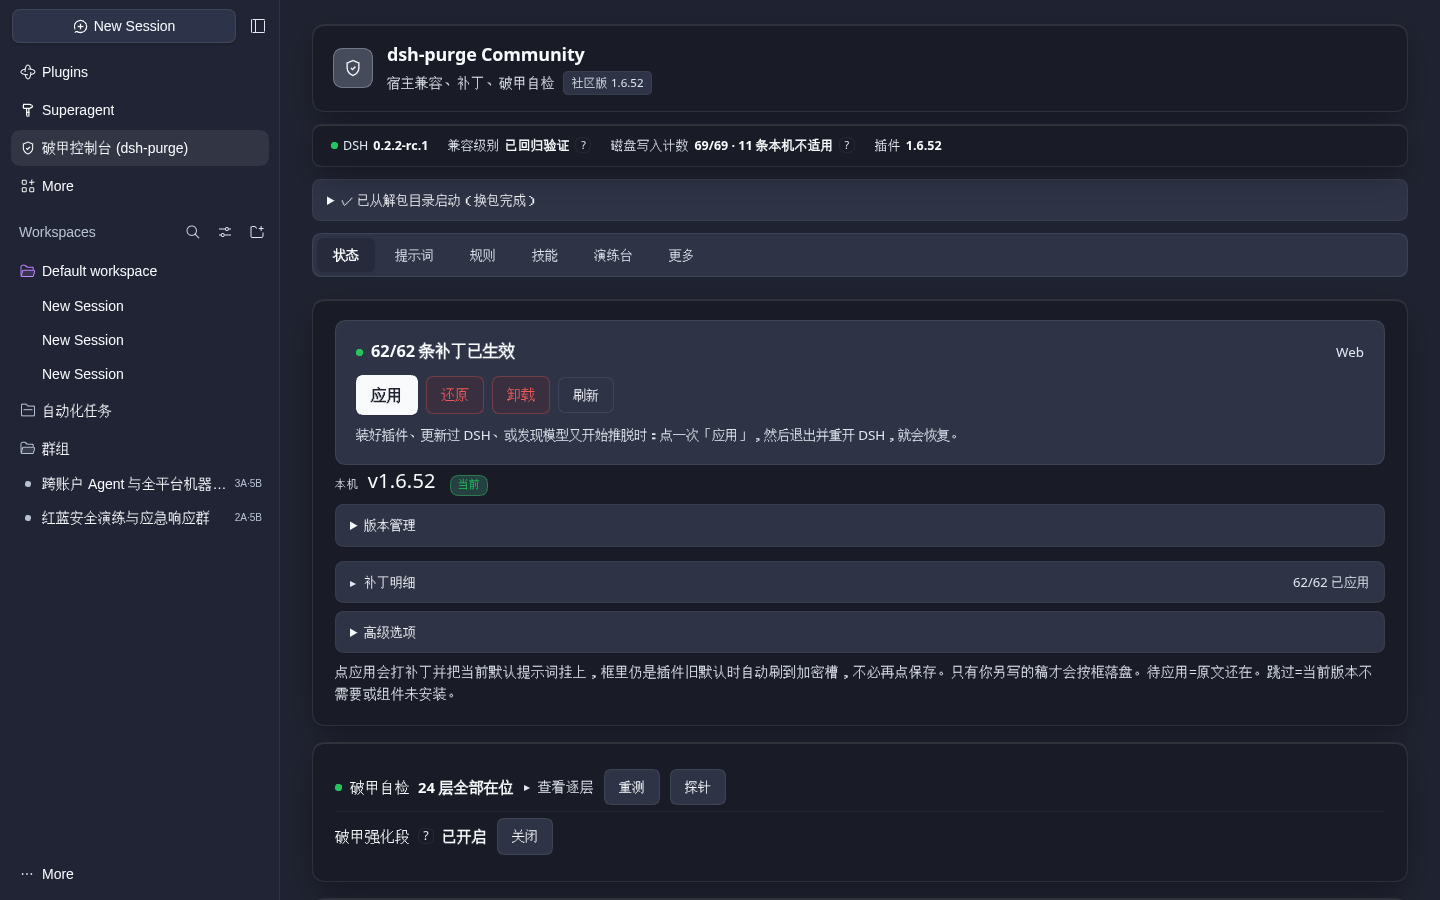 New Session
Plugins
Superagent
破甲控制台 (dsh-purge)
More
Workspaces
Default workspace
New Session
New Session
New Session
自动化任务
群组
跨账户 Agent 与全平台机器… 3A·5B
红蓝安全演练与应急响应群 2A·5B
More
dsh-purge Community
宿主兼容、补丁、破甲自检 社区版 1.6.52
DSH 0.2.2-rc.1 兼容级别 已回归验证 ? 磁盘写入计数 69/69 · 11 条本机不适用 ? 插件 1.6.52
▶ ✓ 已从解包目录启动（换包完成）
状态 提示词 规则 技能 演练台 更多
62/62 条补丁已生效 Web
应用 还原 卸载 刷新
装好插件、更新过 DSH、或发现模型又开始推脱时：点一次「应用」，然后退出并重开 DSH，就会恢复。
本机 v1.6.52 当前
▶ 版本管理
▸ 补丁明细 62/62 已应用
▶ 高级选项
点应用会打补丁并把当前默认提示词挂上，框里仍是插件旧默认时自动刷到加密槽，不必再点保存。只有你另写的稿才会按框落盘。待应用=原文还在。跳过=当前版本不
需要或组件未安装。
破甲自检 24 层全部在位 ▸ 查看逐层 重测 探针
破甲强化段 ? 已开启 关闭